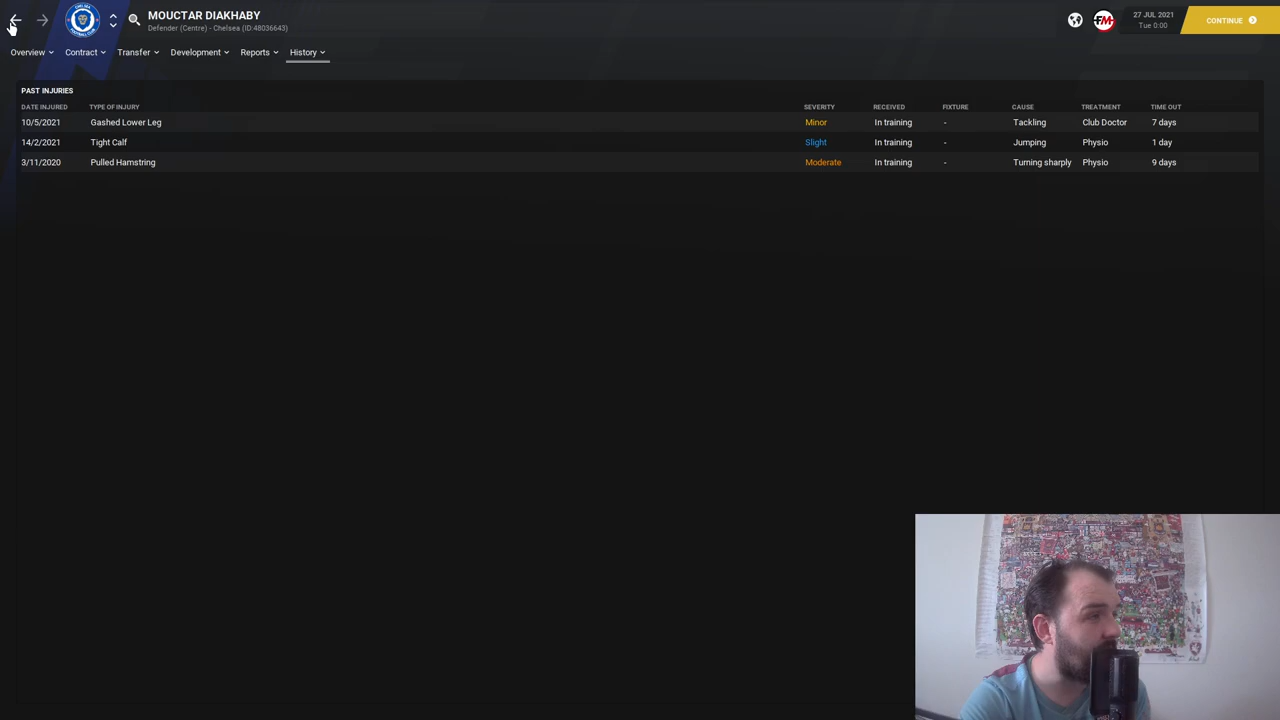 MOUCTAR DIAKHABY
Defender (Centre) - Chelsea (ID:48036643)
27 JUL 2021
Tue 0:00
CONTINUE
Overview
Contract
Transfer
Development
Reports
History
PAST INJURIES
DATE INJURED TYPE OF INJURY SEVERITY RECEIVED FIXTURE CAUSE TREATMENT TIME OUT
10/5/2021 Gashed Lower Leg Minor In training - Tackling Club Doctor 7 days
14/2/2021 Tight Calf Slight In training - Jumping Physio 1 day
3/11/2020 Pulled Hamstring Moderate In training - Turning sharply Physio 9 days